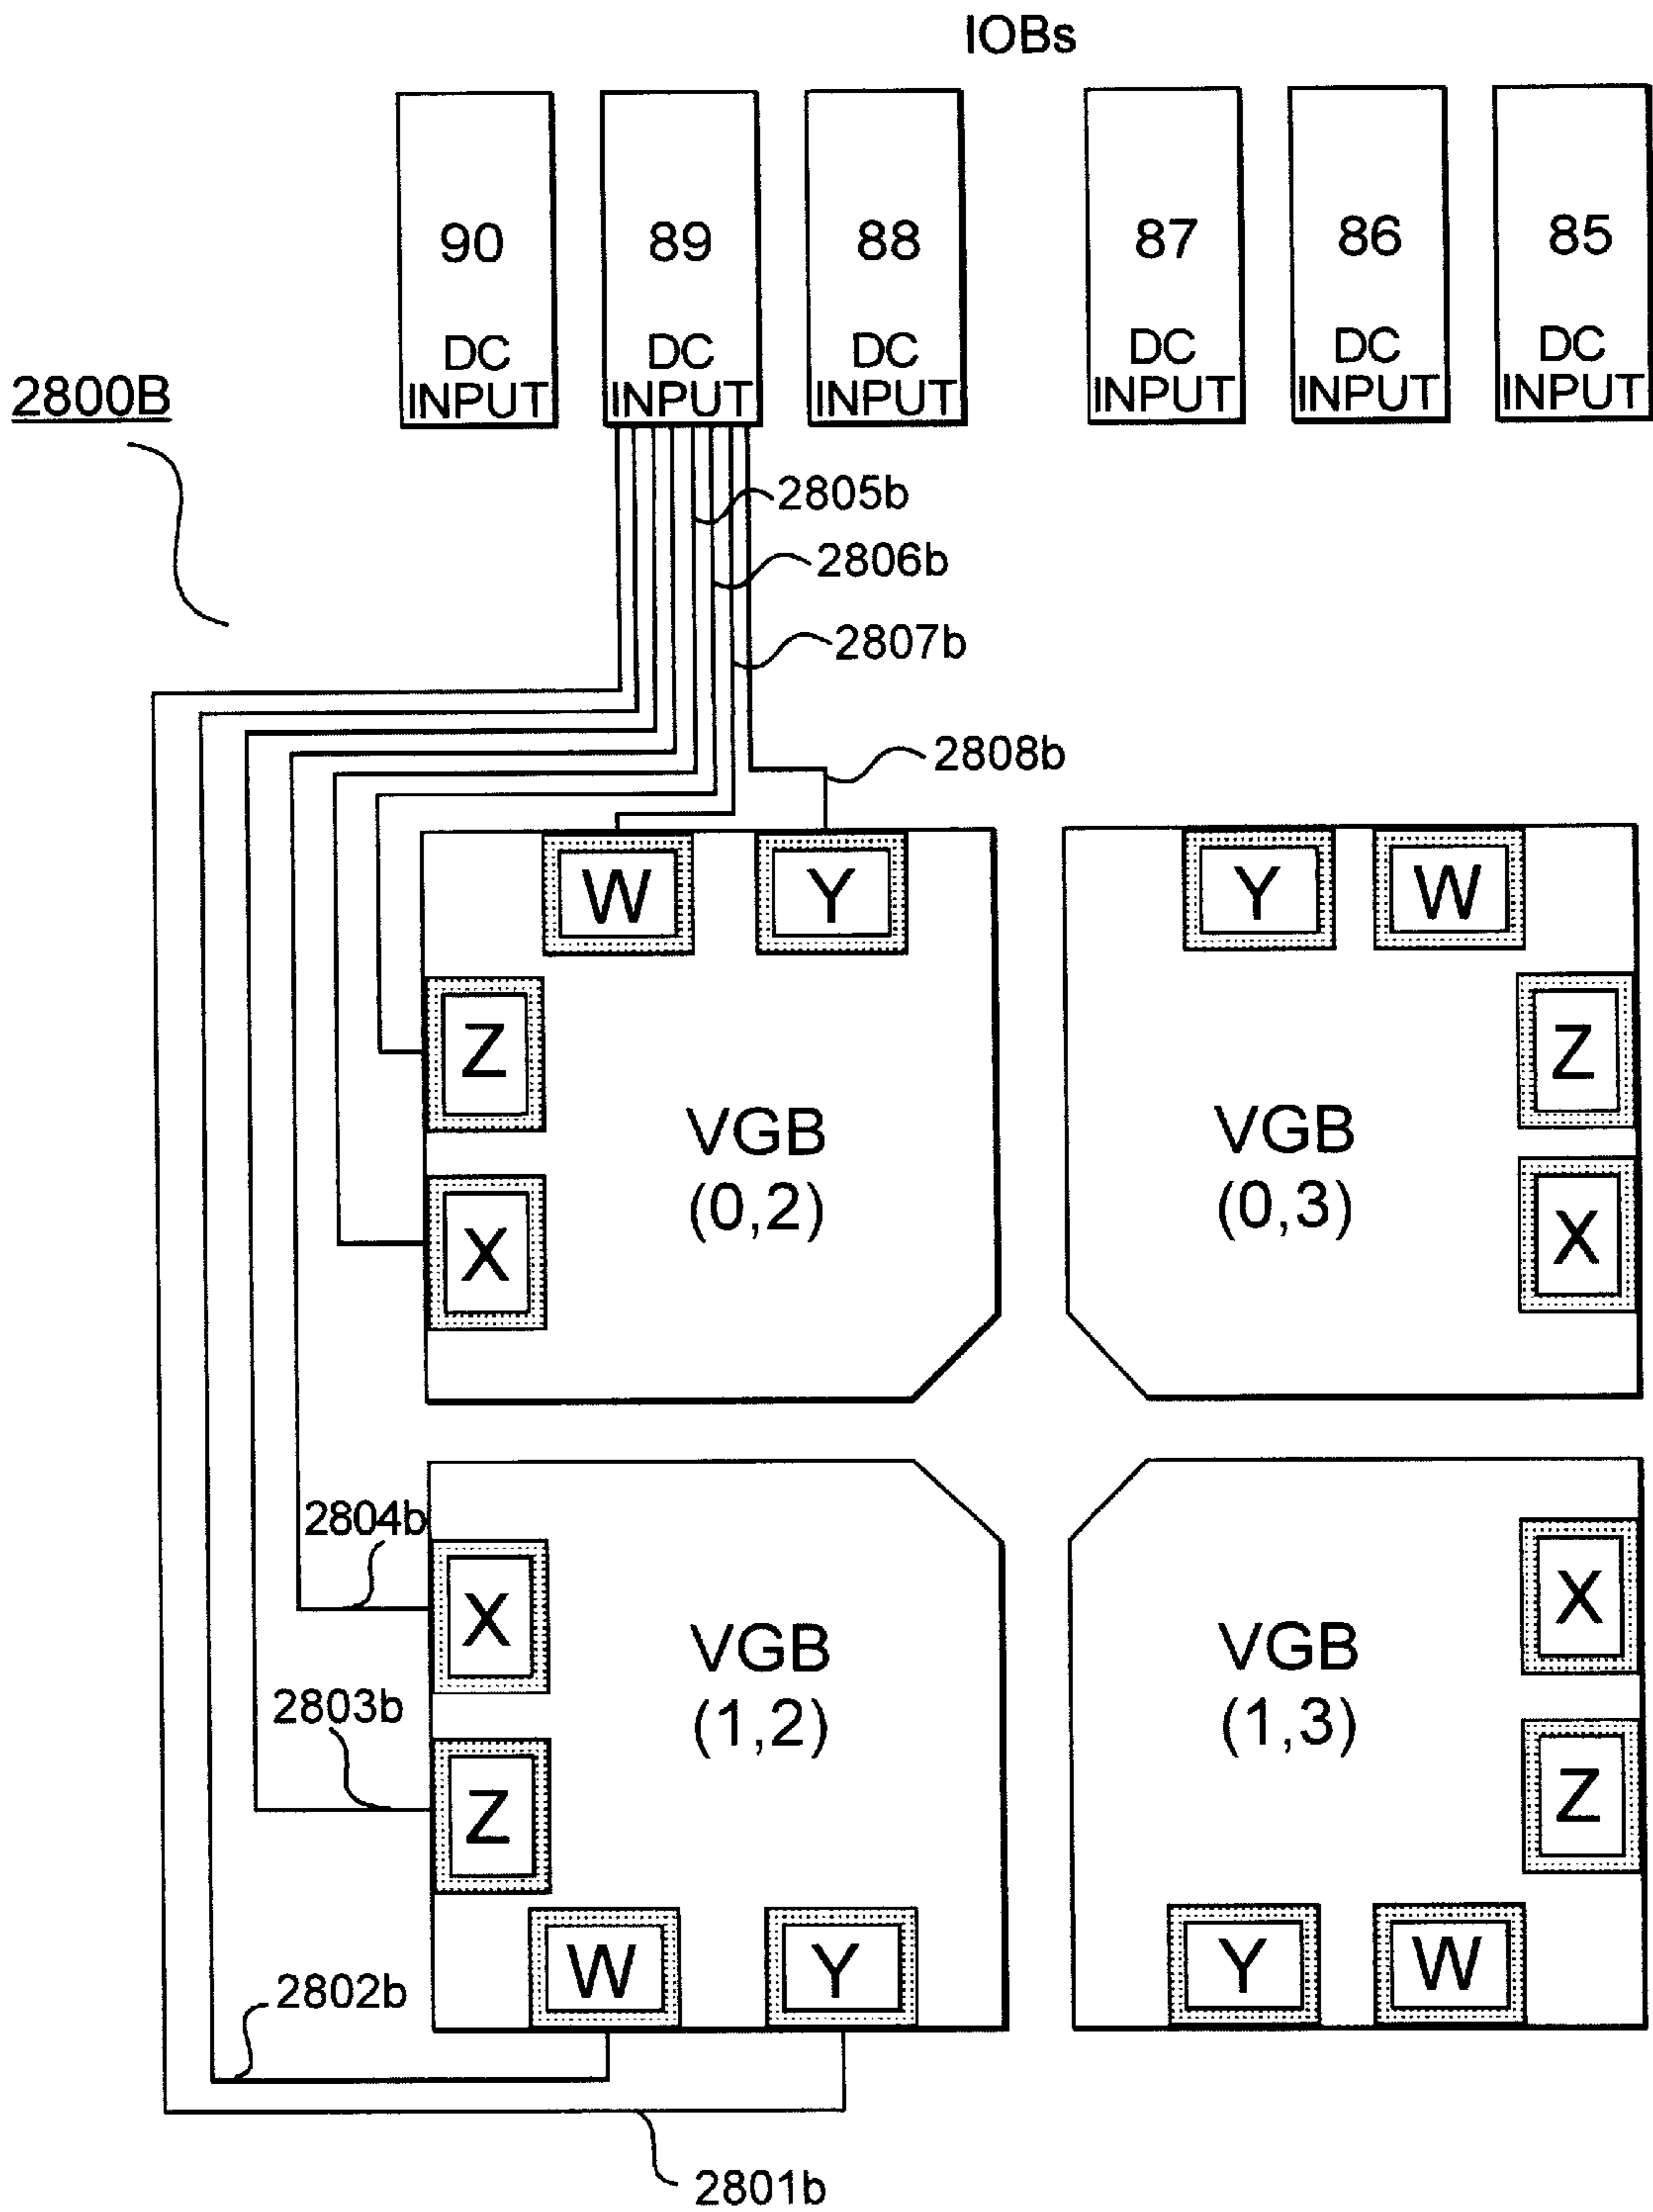 IOBs
90 89 88 87 86 85
DC DC DC DC DC DC
INPUT INPUT INPUT INPUT INPUT INPUT
2800B
2805b
2806b
2807b
2808b
W Y Y W
Z Z
VGB VGB
(0,2) (0,3)
X X
2804b
X X
VGB VGB
(1,2) (1,3)
2803b
Z Z
W Y Y W
2802b
2801b